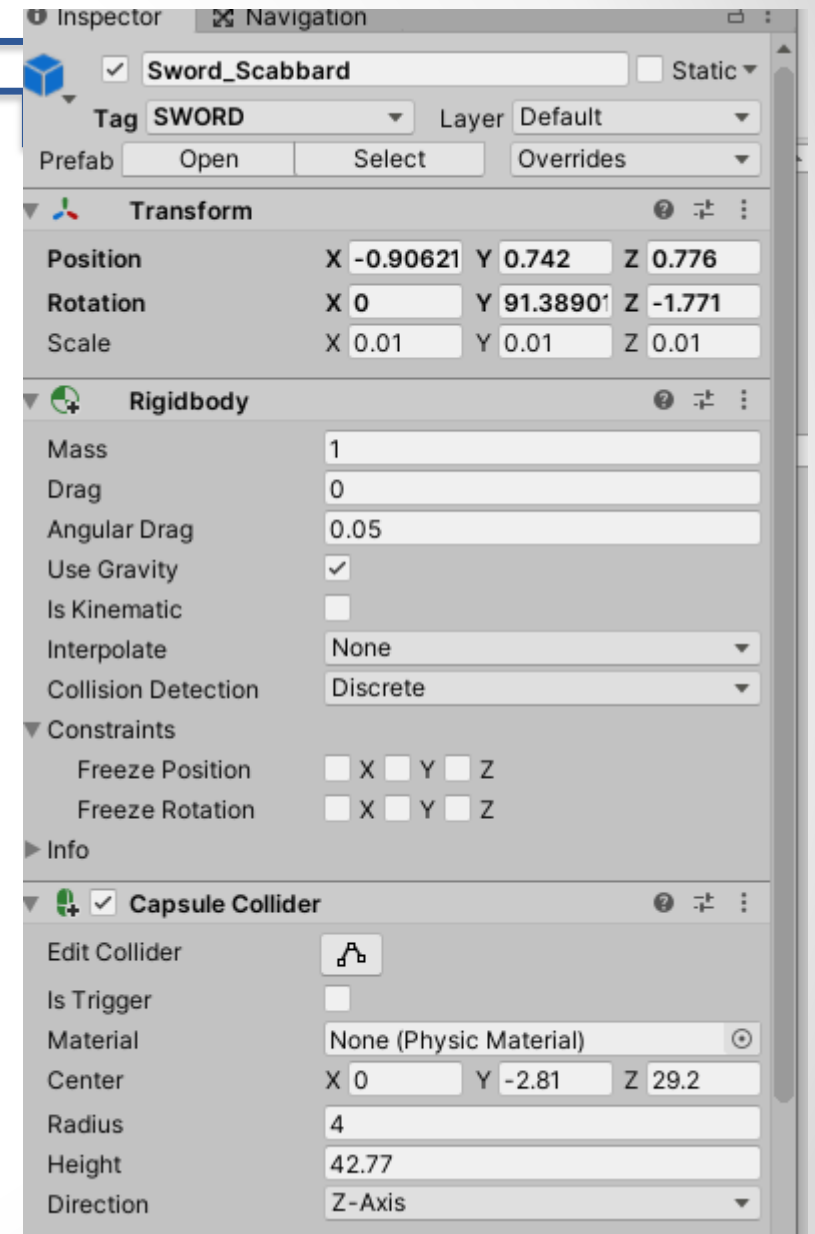 Inspector Navigation
Sword_Scabbard Static
Tag SWORD Layer Default
Prefab Open Select Overrides
Transform
Position X -0.90621 Y 0.742 Z 0.776
Rotation X 0 Y 91.38901 Z -1.771
Scale X 0.01 Y 0.01 Z 0.01
Rigidbody
Mass 1
Drag 0
Angular Drag 0.05
Use Gravity
Is Kinematic
Interpolate None
Collision Detection Discrete
Constraints
Freeze Position X Y Z
Freeze Rotation X Y Z
Info
Capsule Collider
Edit Collider
Is Trigger
Material None (Physic Material)
Center X 0 Y -2.81 Z 29.2
Radius 4
Height 42.77
Direction Z-Axis